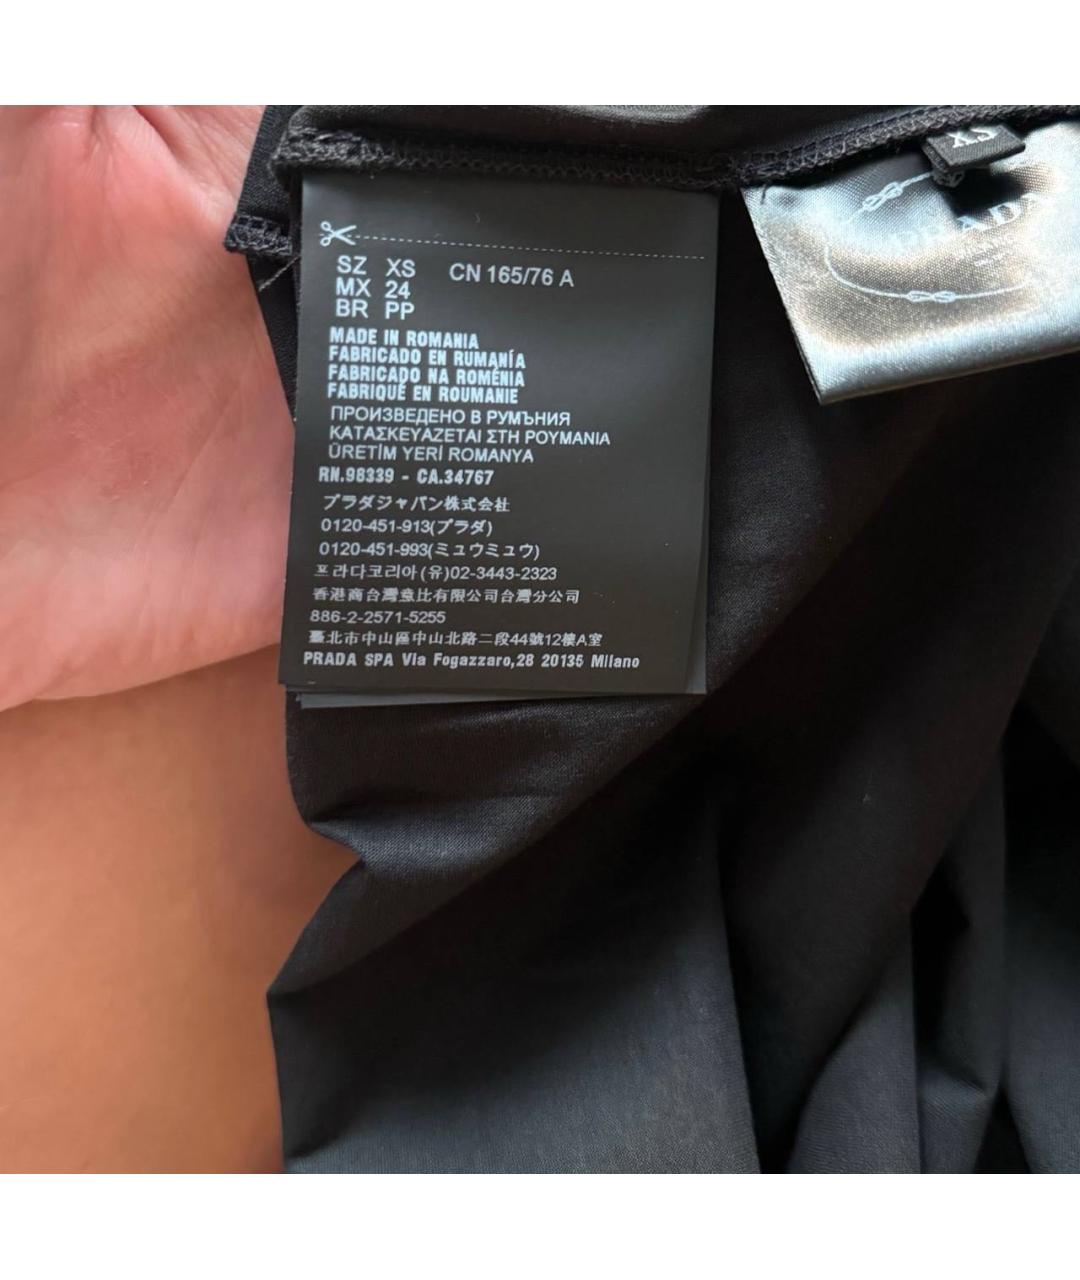 SZ XS CN 165/76 A
MX 24
BR PP
MADE IN ROMANIA
FABRICADO EN RUMANÍA
FABRICADO NA ROMÉNIA
FABRIQUÉ EN ROUMANIE
ПРОИЗВЕДЕНО В РУМЪНИЯ
ΚΑΤΑΣΚΕΥΑΖΕΤΑΙ ΣΤΗ ΡΟΥΜΑΝΙΑ
ÜRETİM YERİ ROMANYA
RN.98339 - CA.34767
プラダジャパン株式会社
0120-451-913(プラダ)
0120-451-993(ミュウミュウ)
프라다코리아(유)02-3443-2323
香港商台灣意比有限公司台灣分公司
886-2-2571-5255
臺北市中山區中山北路二段44號12樓A室
PRADA SPA Via Fogazzaro,28 20135 Milano
XS
PRADA